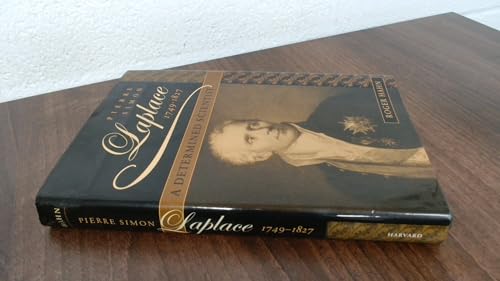 PIERRE
SIMON
Laplace
1749-1827
A DETERMINED SCIENTIST
ROGER HAHN
HAHN
PIERRE SIMON Laplace 1749-1827
HARVARD